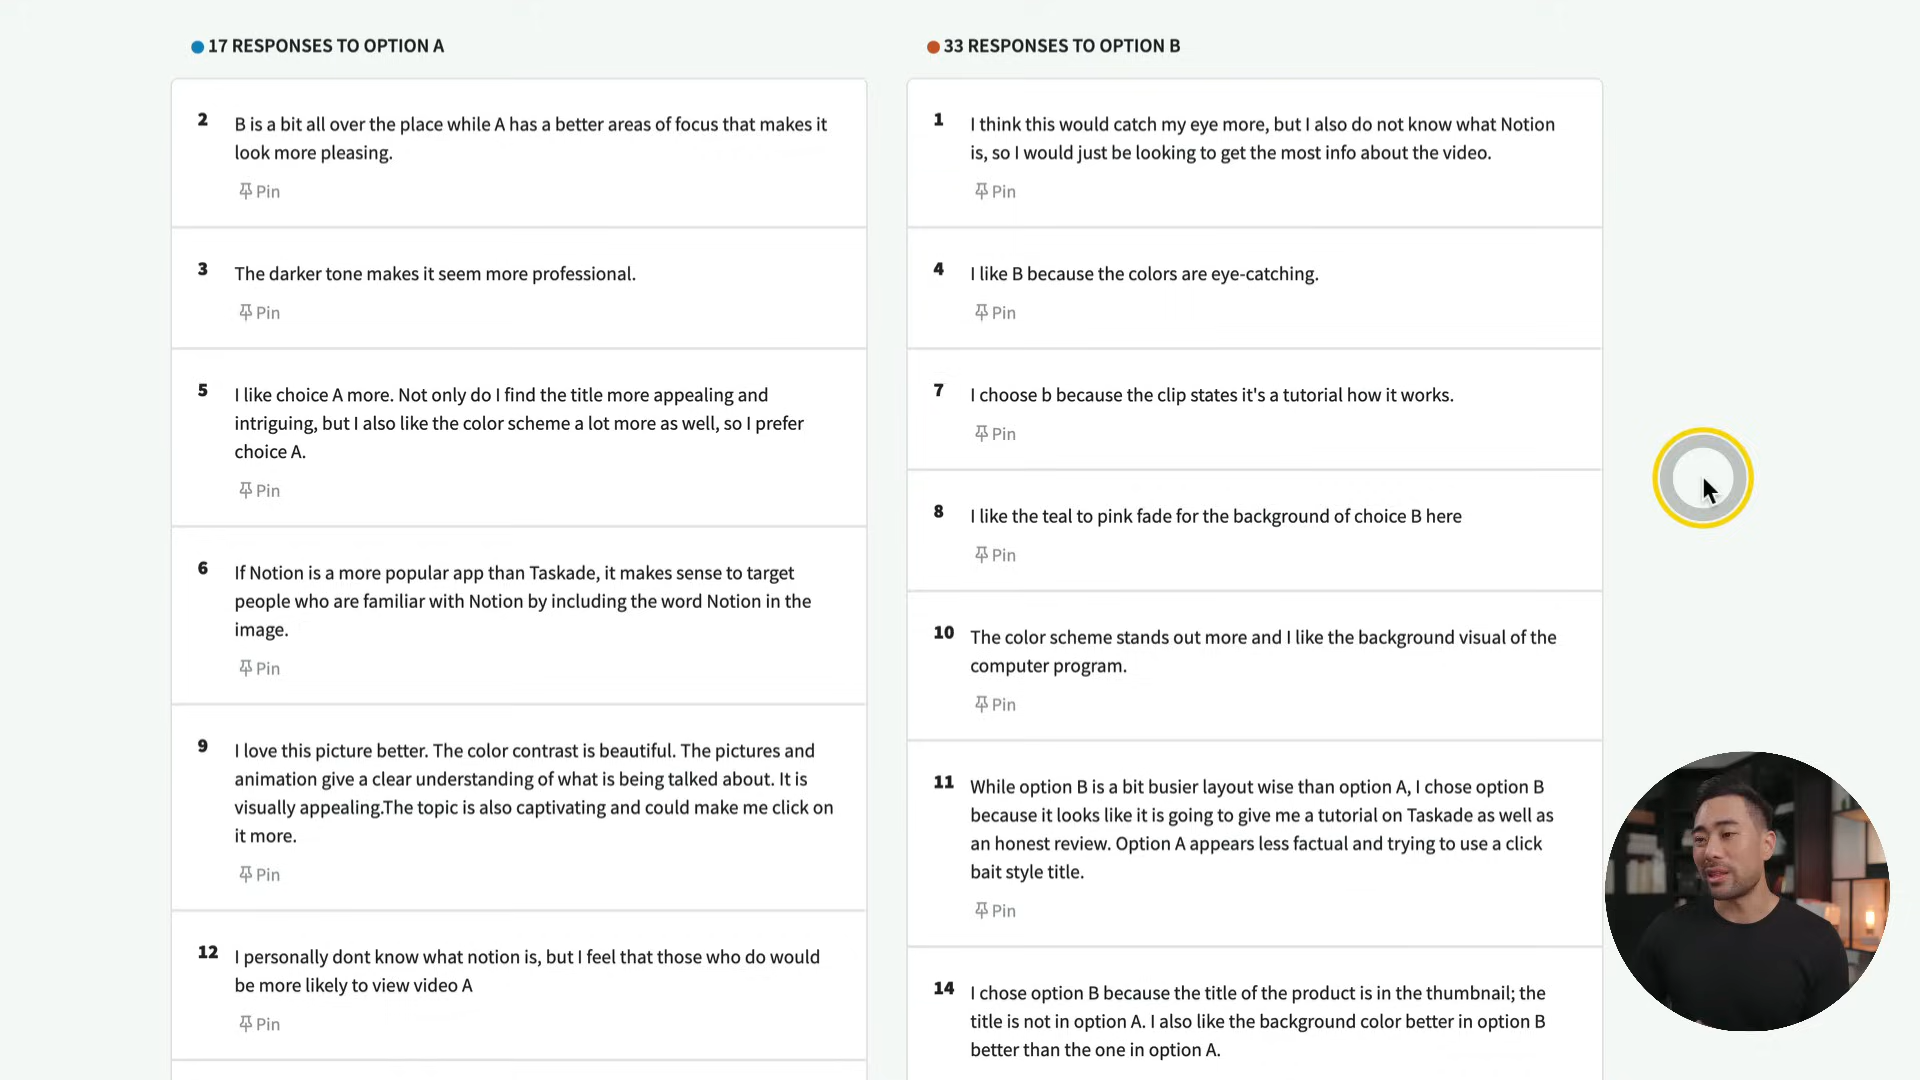 17 RESPONSES TO OPTION A
2
B is a bit all over the place while A has a better areas of focus that makes it
look more pleasing.
Pin
3
The darker tone makes it seem more professional.
Pin
5
I like choice A more. Not only do I find the title more appealing and
intriguing, but I also like the color scheme a lot more as well, so I prefer
choice A.
Pin
6
If Notion is a more popular app than Taskade, it makes sense to target
people who are familiar with Notion by including the word Notion in the
image.
Pin
9
I love this picture better. The color contrast is beautiful. The pictures and
animation give a clear understanding of what is being talked about. It is
visually appealing.The topic is also captivating and could make me click on
it more.
Pin
12
I personally dont know what notion is, but I feel that those who do would
be more likely to view video A
Pin
33 RESPONSES TO OPTION B
1
I think this would catch my eye more, but I also do not know what Notion
is, so I would just be looking to get the most info about the video.
Pin
4
I like B because the colors are eye-catching.
Pin
7
I choose b because the clip states it's a tutorial how it works.
Pin
8
I like the teal to pink fade for the background of choice B here
Pin
10
The color scheme stands out more and I like the background visual of the
computer program.
Pin
11
While option B is a bit busier layout wise than option A, I chose option B
because it looks like it is going to give me a tutorial on Taskade as well as
an honest review. Option A appears less factual and trying to use a click
bait style title.
Pin
14
I chose option B because the title of the product is in the thumbnail; the
title is not in option A. I also like the background color better in option B
better than the one in option A.